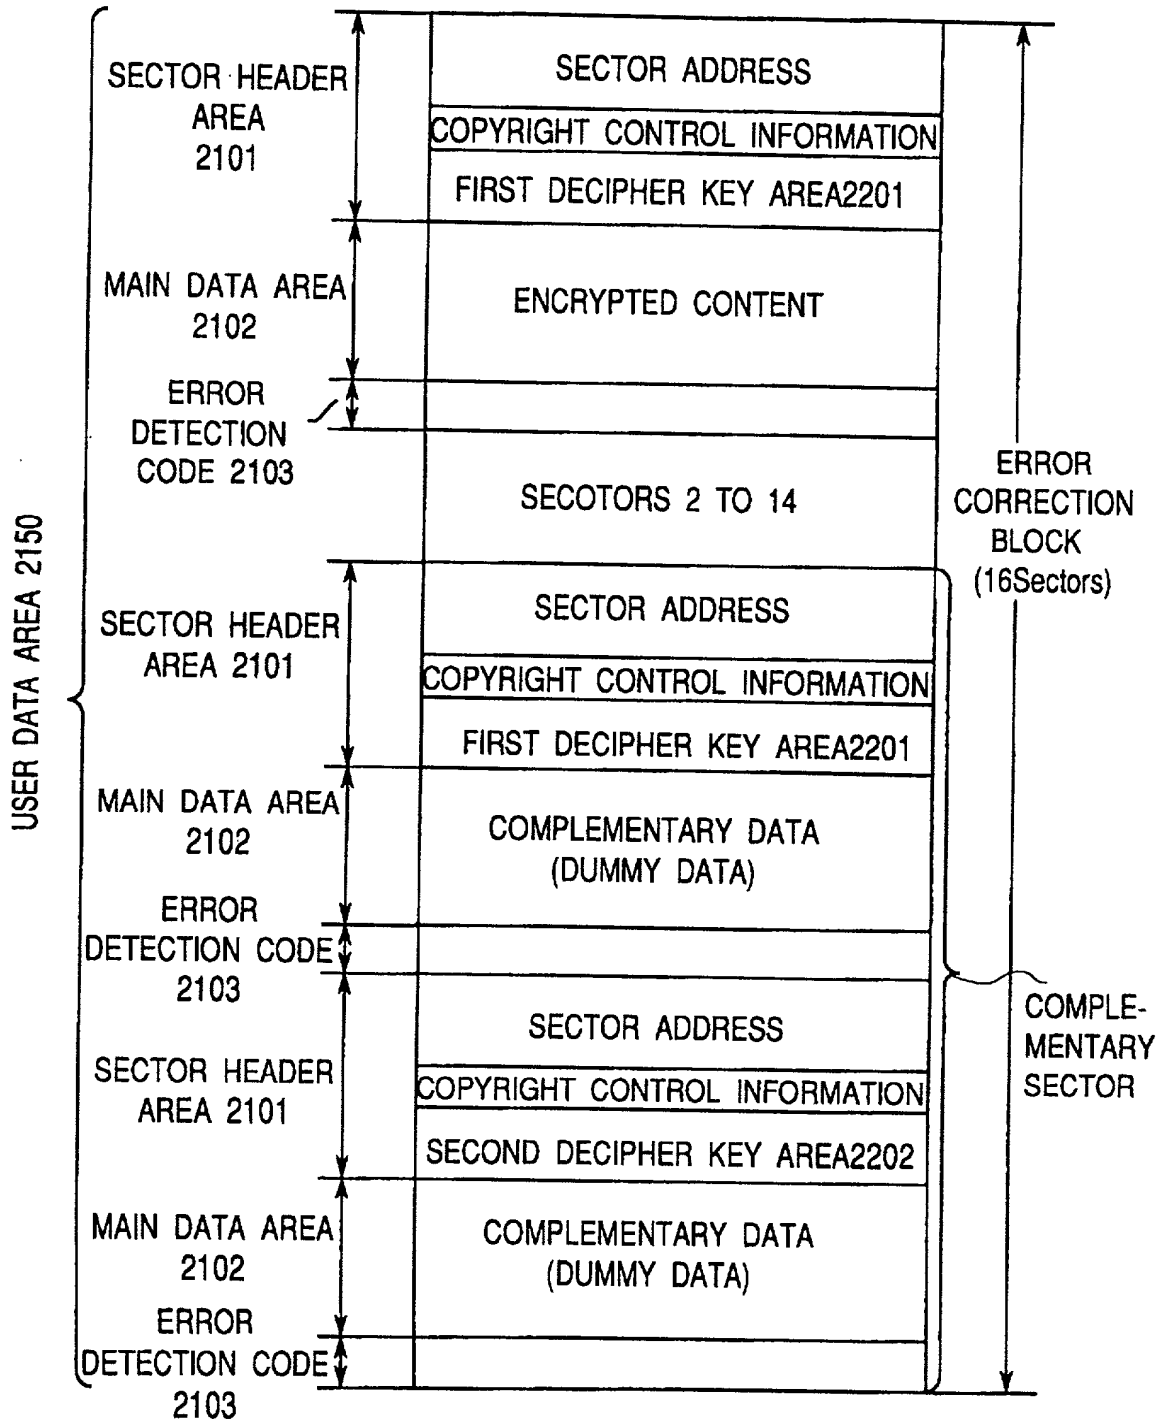 SECTOR HEADER
AREA
2101
SECTOR ADDRESS
COPYRIGHT CONTROL INFORMATION
FIRST DECIPHER KEY AREA2201
MAIN DATA AREA
2102
ENCRYPTED CONTENT
ERROR
DETECTION
CODE 2103
SECOTORS 2 TO 14
ERROR
CORRECTION
BLOCK
(16Sectors)
USER DATA AREA 2150
SECTOR HEADER
AREA 2101
SECTOR ADDRESS
COPYRIGHT CONTROL INFORMATION
FIRST DECIPHER KEY AREA2201
MAIN DATA AREA
2102
COMPLEMENTARY DATA
(DUMMY DATA)
ERROR
DETECTION CODE
2103
COMPLE-
MENTARY
SECTOR
SECTOR HEADER
AREA 2101
SECTOR ADDRESS
COPYRIGHT CONTROL INFORMATION
SECOND DECIPHER KEY AREA2202
MAIN DATA AREA
2102
COMPLEMENTARY DATA
(DUMMY DATA)
ERROR
DETECTION CODE
2103